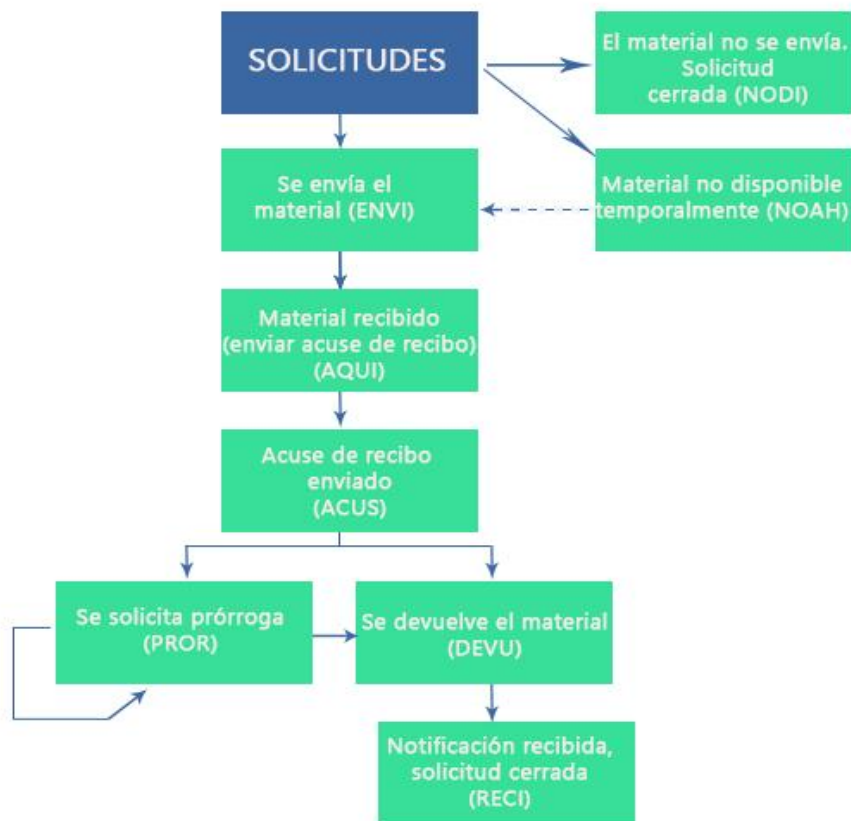 SOLICITUDES
El material no se envía.
Solicitud
cerrada (NODI)
Se envía el
material (ENVI)
Material no disponible
temporalmente (NOAH)
Material recibido
(enviar acuse de recibo)
(AQUI)
Acuse de recibo
enviado
(ACUS)
Se solicita prórroga
(PROR)
Se devuelve el material
(DEVU)
Notificación recibida,
solicitud cerrada
(RECI)